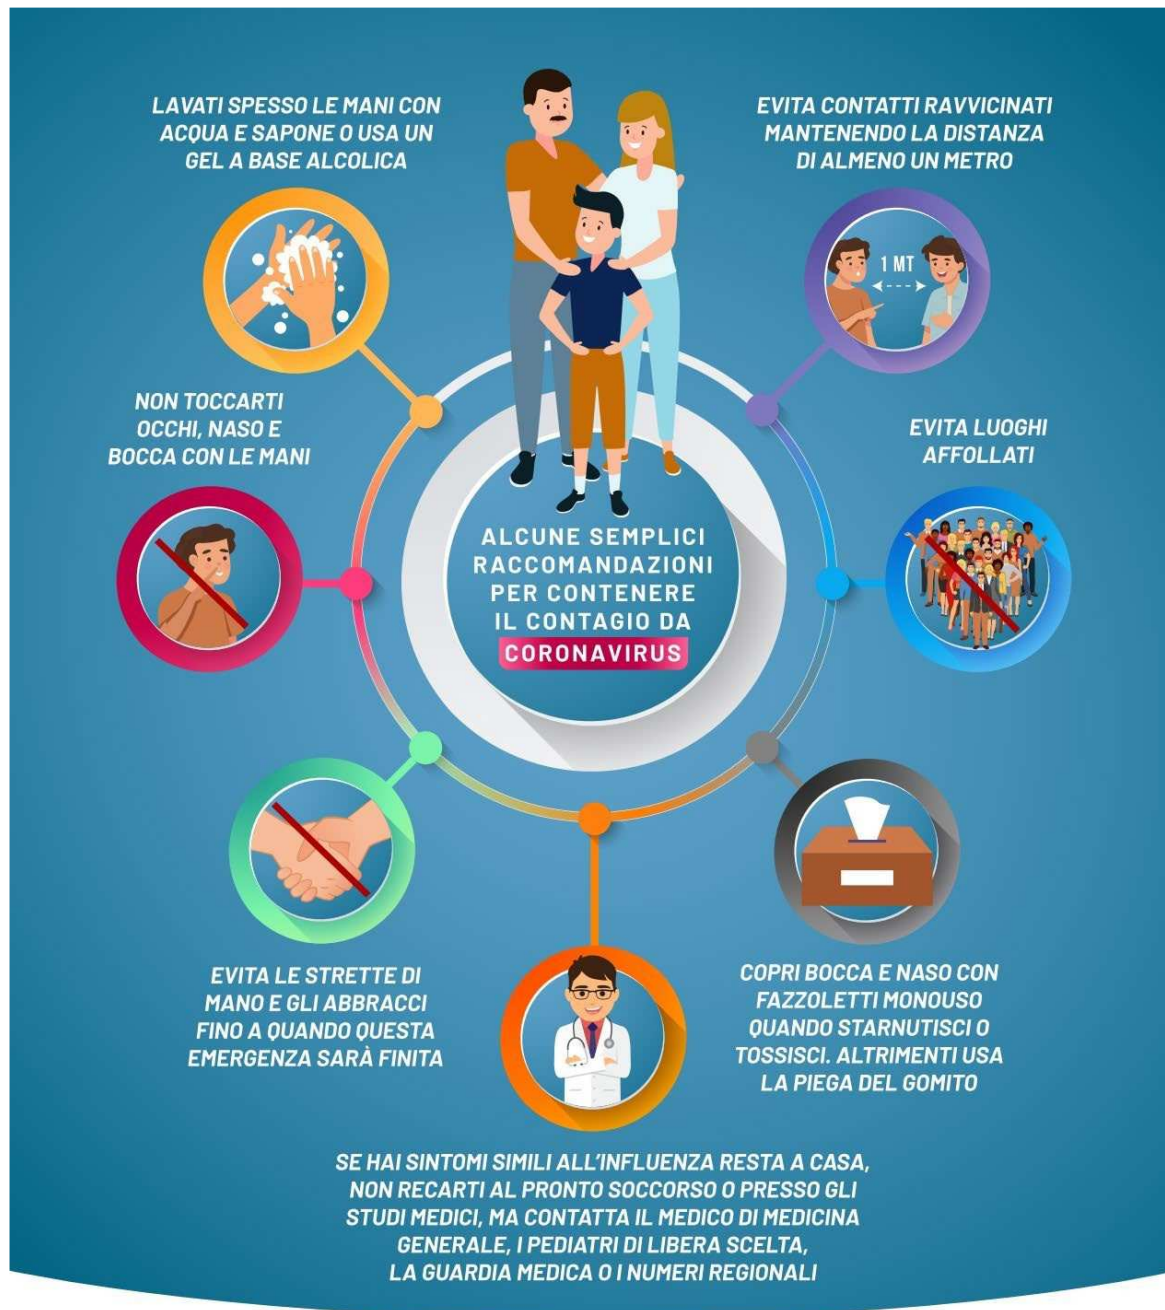 LAVATI SPESSO LE MANI CON
ACQUA E SAPONE O USA UN
GEL A BASE ALCOLICA
EVITA CONTATTI RAVVICINATI
MANTENENDO LA DISTANZA
DI ALMENO UN METRO
1 MT
NON TOCCARTI
OCCHI, NASO E
BOCCA CON LE MANI
EVITA LUOGHI
AFFOLLATI
ALCUNE SEMPLICI
RACCOMANDAZIONI
PER CONTENERE
IL CONTAGIO DA
CORONAVIRUS
EVITA LE STRETTE DI
MANO E GLI ABBRACCI
FINO A QUANDO QUESTA
EMERGENZA SARÀ FINITA
COPRI BOCCA E NASO CON
FAZZOLETTI MONOUSO
QUANDO STARNUTISCI O
TOSSISCI. ALTRIMENTI USA
LA PIEGA DEL GOMITO
SE HAI SINTOMI SIMILI ALL'INFLUENZA RESTA A CASA,
NON RECARTI AL PRONTO SOCCORSO O PRESSO GLI
STUDI MEDICI, MA CONTATTA IL MEDICO DI MEDICINA
GENERALE, I PEDIATRI DI LIBERA SCELTA,
LA GUARDIA MEDICA O I NUMERI REGIONALI